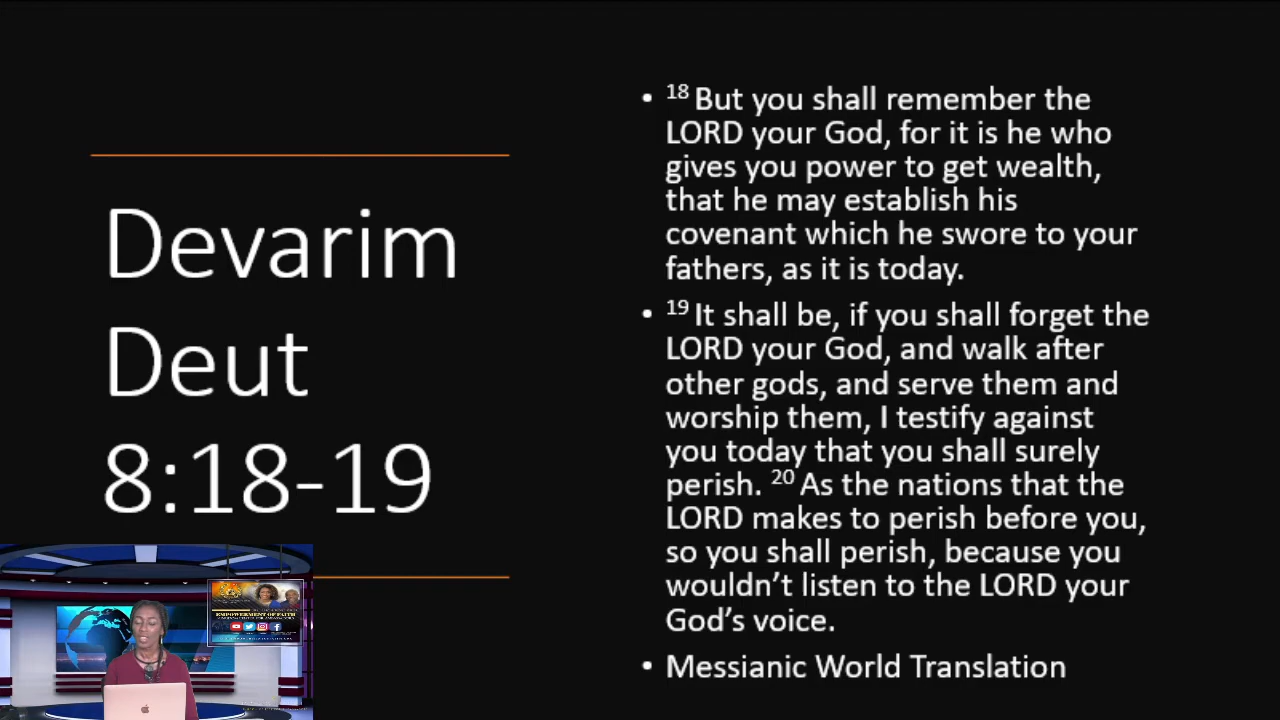 Devarim
Deut
8:18-19
• 18 But you shall remember the
LORD your God, for it is he who
gives you power to get wealth,
that he may establish his
covenant which he swore to your
fathers, as it is today.
• 19 It shall be, if you shall forget the
LORD your God, and walk after
other gods, and serve them and
worship them, I testify against
you today that you shall surely
perish. 20 As the nations that the
LORD makes to perish before you,
so you shall perish, because you
wouldn’t listen to the LORD your
God’s voice.
• Messianic World Translation
EMPOWERMENT OF FAITH